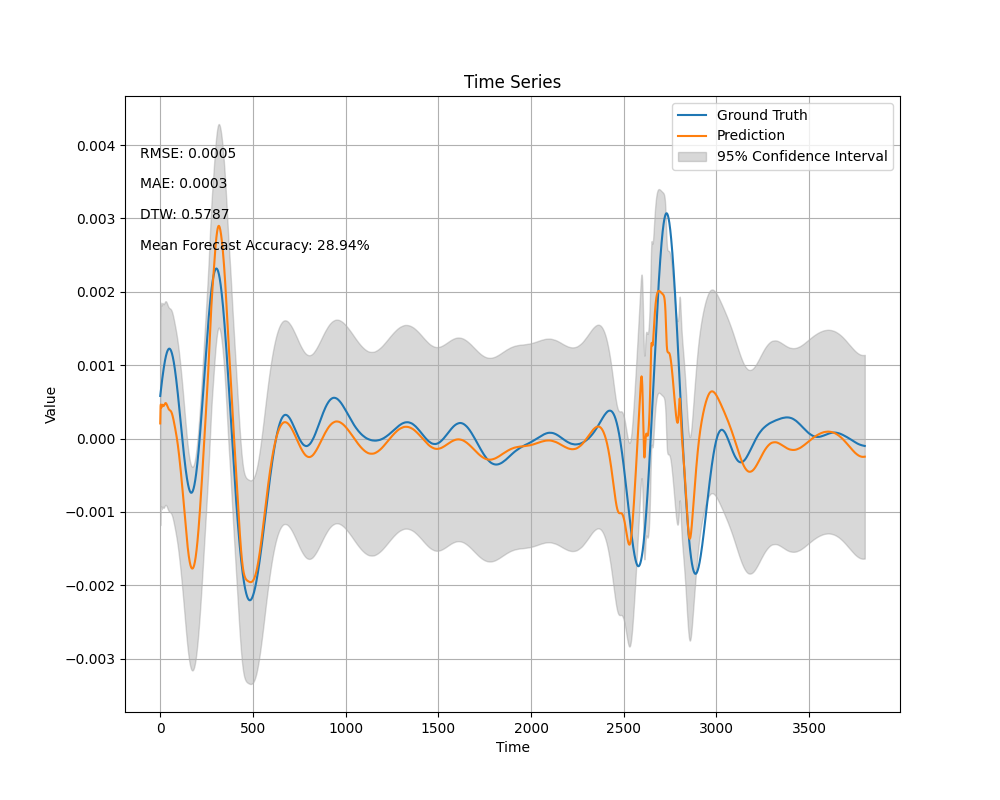 Time Series
Ground Truth
Prediction
95% Confidence Interval
RMSE: 0.0005
MAE: 0.0003
DTW: 0.5787
Mean Forecast Accuracy: 28.94%
Value
0.004
0.003
0.002
0.001
0.000
−0.001
−0.002
−0.003
0 500 1000 1500 2000 2500 3000 3500
Time